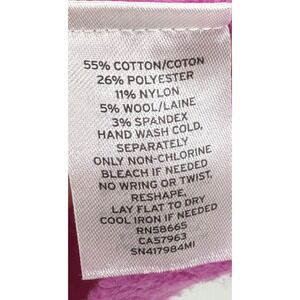 55% COTTON/COTON
26% POLYESTER
11% NYLON
5% WOOL/LAINE
3% SPANDEX
HAND WASH COLD,
SEPARATELY
ONLY NON-CHLORINE
BLEACH IF NEEDED
NO WRING OR TWIST,
RESHAPE,
LAY FLAT TO DRY
COOL IRON IF NEEDED
RN58665
CA57963
SN417984MI